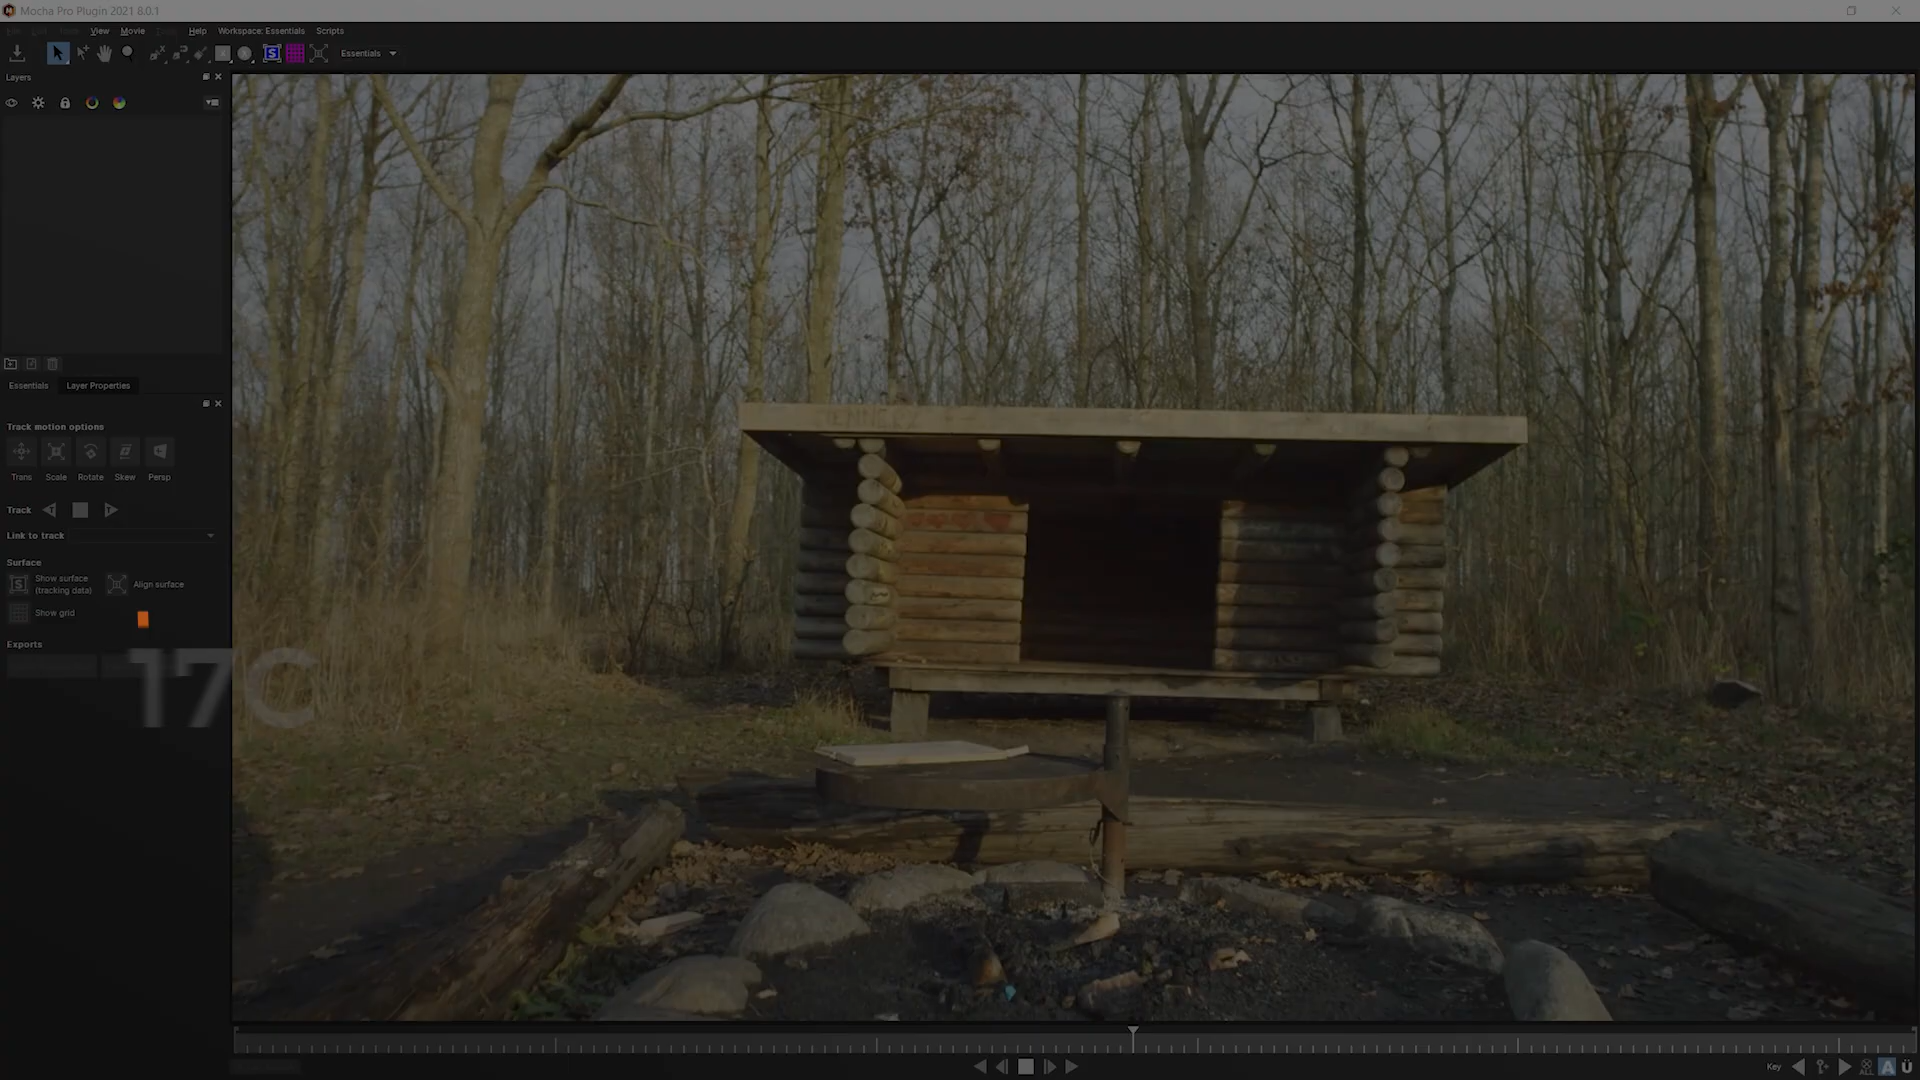 Mocha Pro Plugin 2021 8.0.1
View Movie Help Workspace: Essentials Scripts
Essentials
Layers
Essentials Layer Properties
Track motion options
Trans Scale Rotate Skew Persp
Track
Link to track
Surface
Show surface (tracking data)
Align surface
Show grid
Exports
17C
Key
ALL
A
Ü